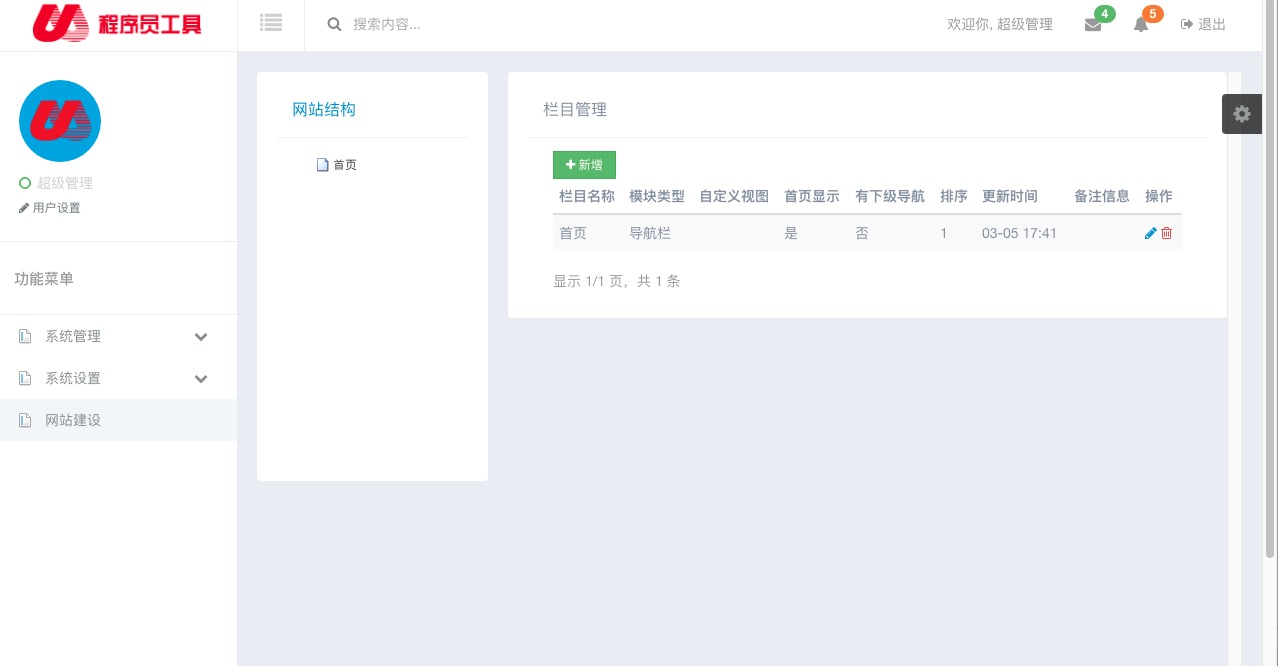 程序员工具
搜索内容...
欢迎你, 超级管理
4
5
退出
超级管理
用户设置
功能菜单
系统管理
系统设置
网站建设
网站结构
首页
栏目管理
新增
栏目名称 模块类型 自定义视图 首页显示 有下级导航 排序 更新时间 备注信息 操作
首页 导航栏 是 否 1 03-05 17:41
显示 1/1 页，共 1 条